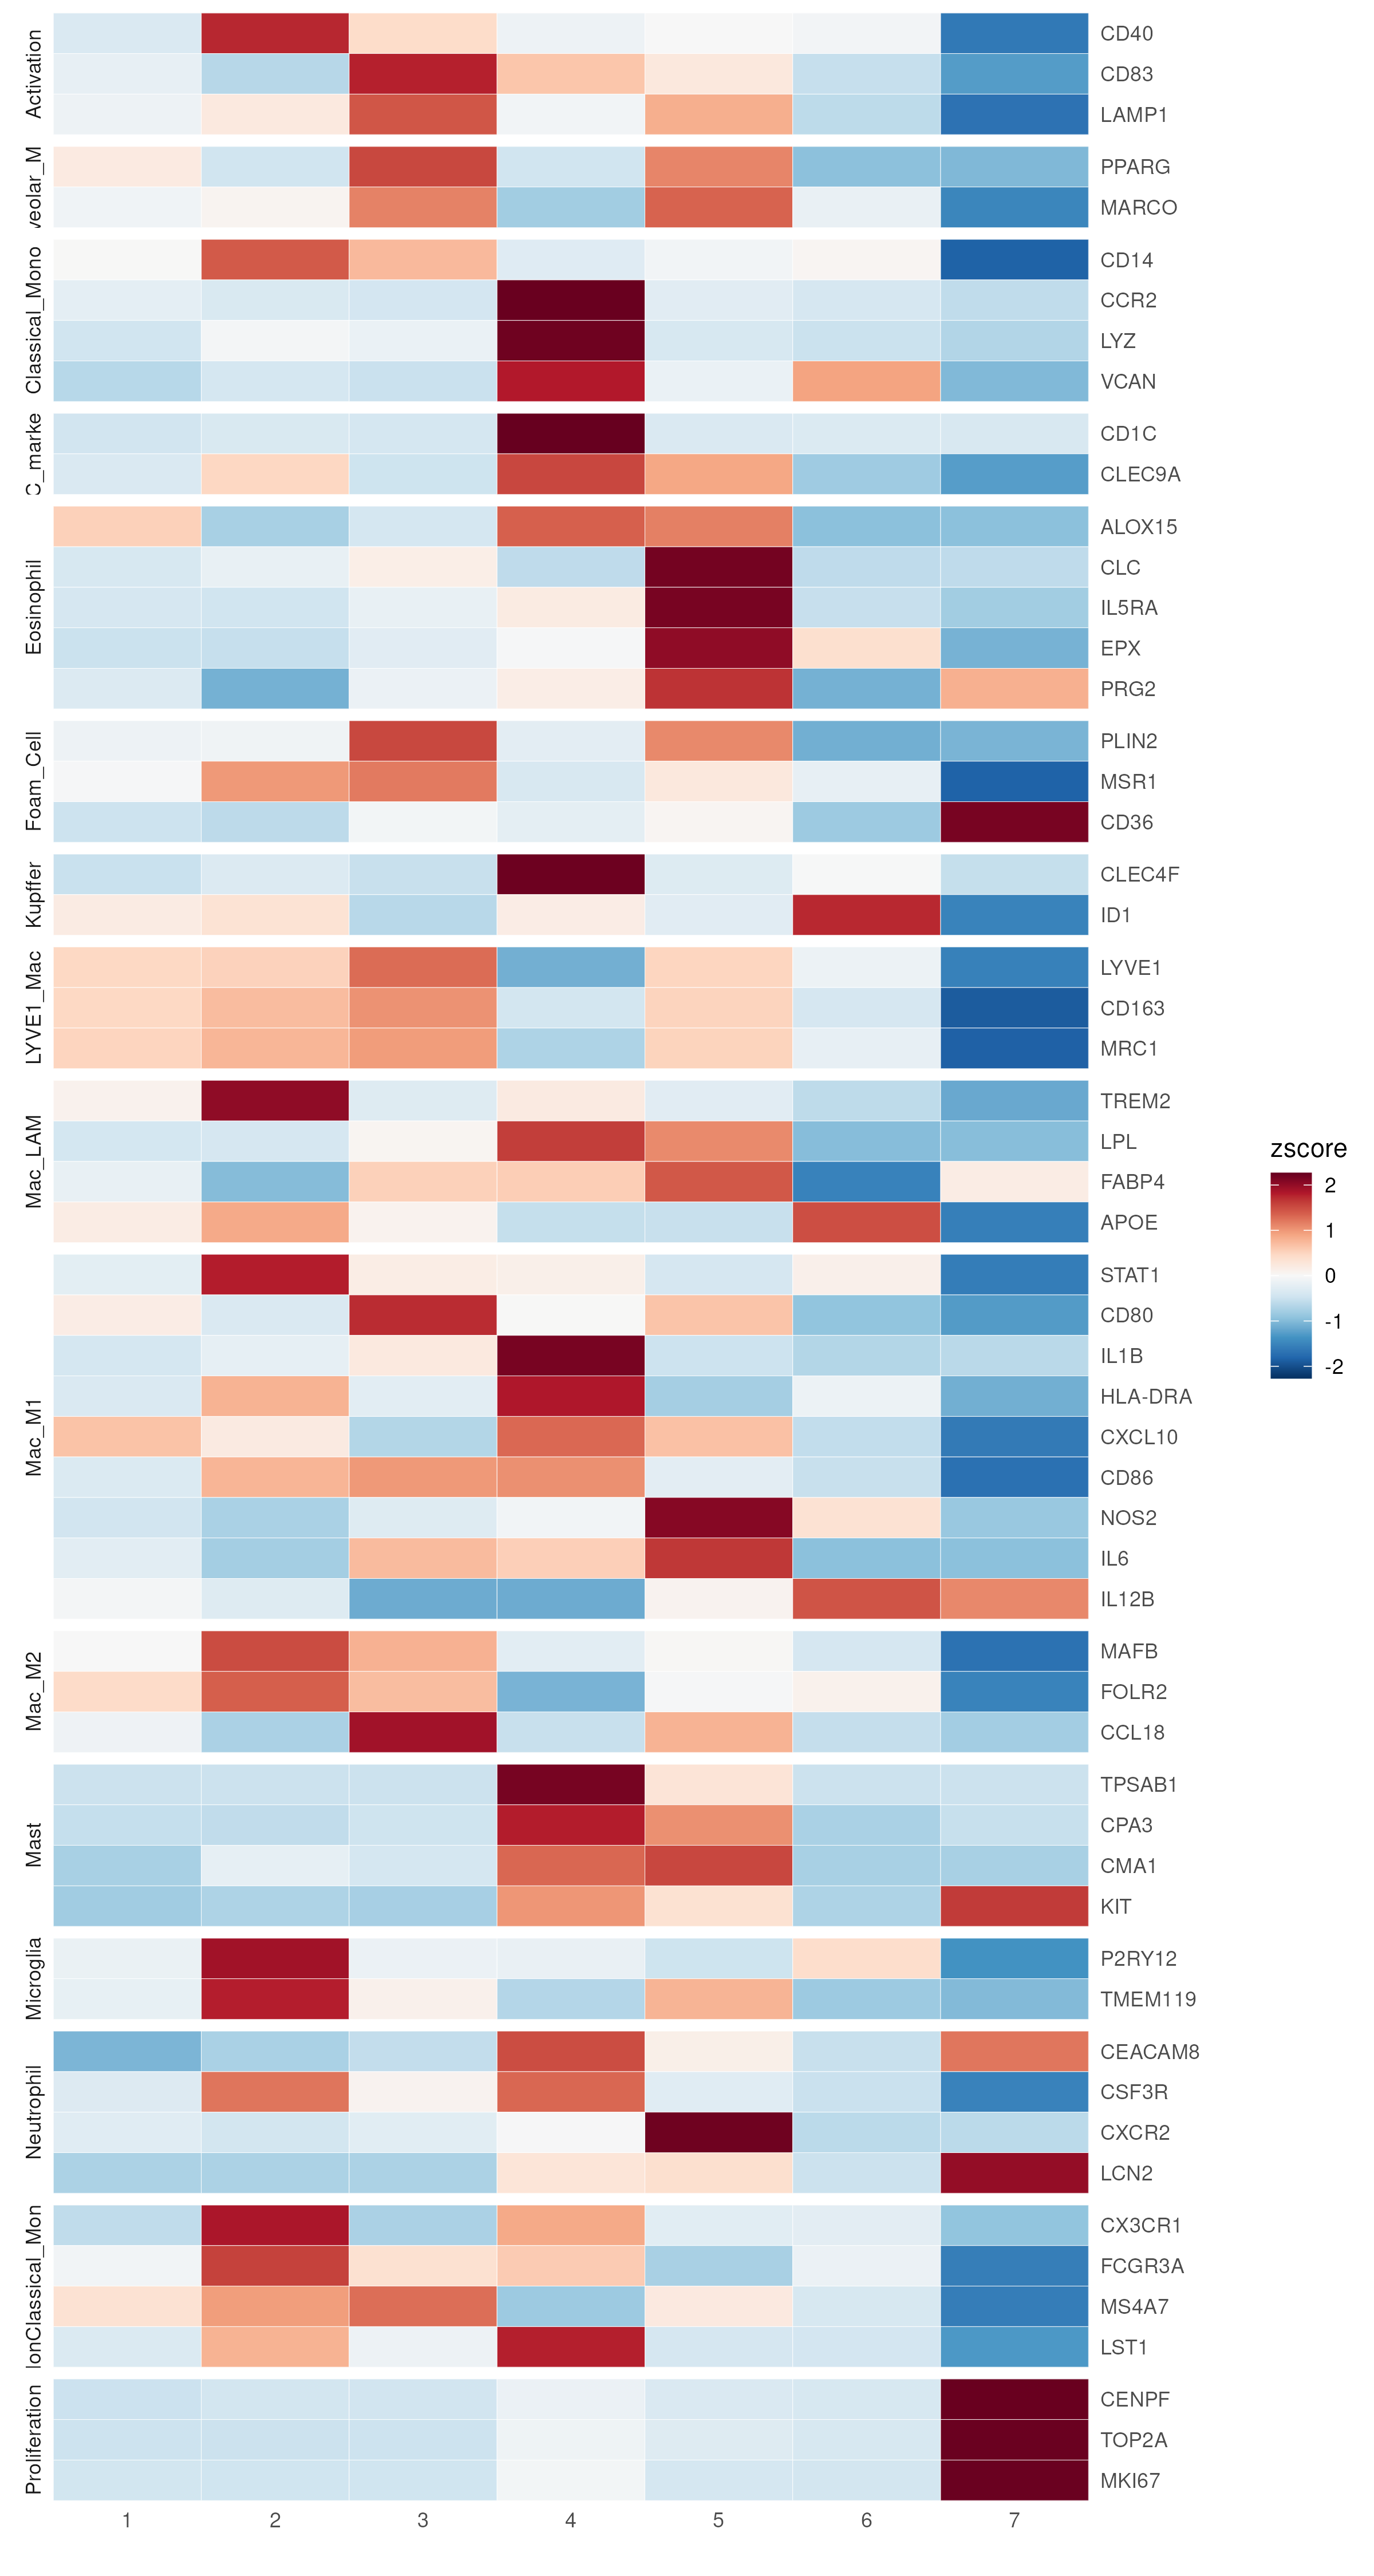 Activation
CD40
CD83
LAMP1
veolar_M
PPARG
MARCO
Classical_Mono
CD14
CCR2
LYZ
VCAN
C_marke
CD1C
CLEC9A
Eosinophil
ALOX15
CLC
IL5RA
EPX
PRG2
Foam_Cell
PLIN2
MSR1
CD36
Kupffer
CLEC4F
ID1
LYVE1_Mac
LYVE1
CD163
MRC1
Mac_LAM
TREM2
LPL
FABP4
APOE
Mac_M1
STAT1
CD80
IL1B
HLA-DRA
CXCL10
CD86
NOS2
IL6
IL12B
Mac_M2
MAFB
FOLR2
CCL18
Mast
TPSAB1
CPA3
CMA1
KIT
Microglia
P2RY12
TMEM119
Neutrophil
CEACAM8
CSF3R
CXCR2
LCN2
onClassical_Mon
CX3CR1
FCGR3A
MS4A7
LST1
Proliferation
CENPF
TOP2A
MKI67
1 2 3 4 5 6 7
zscore
2
1
0
-1
-2